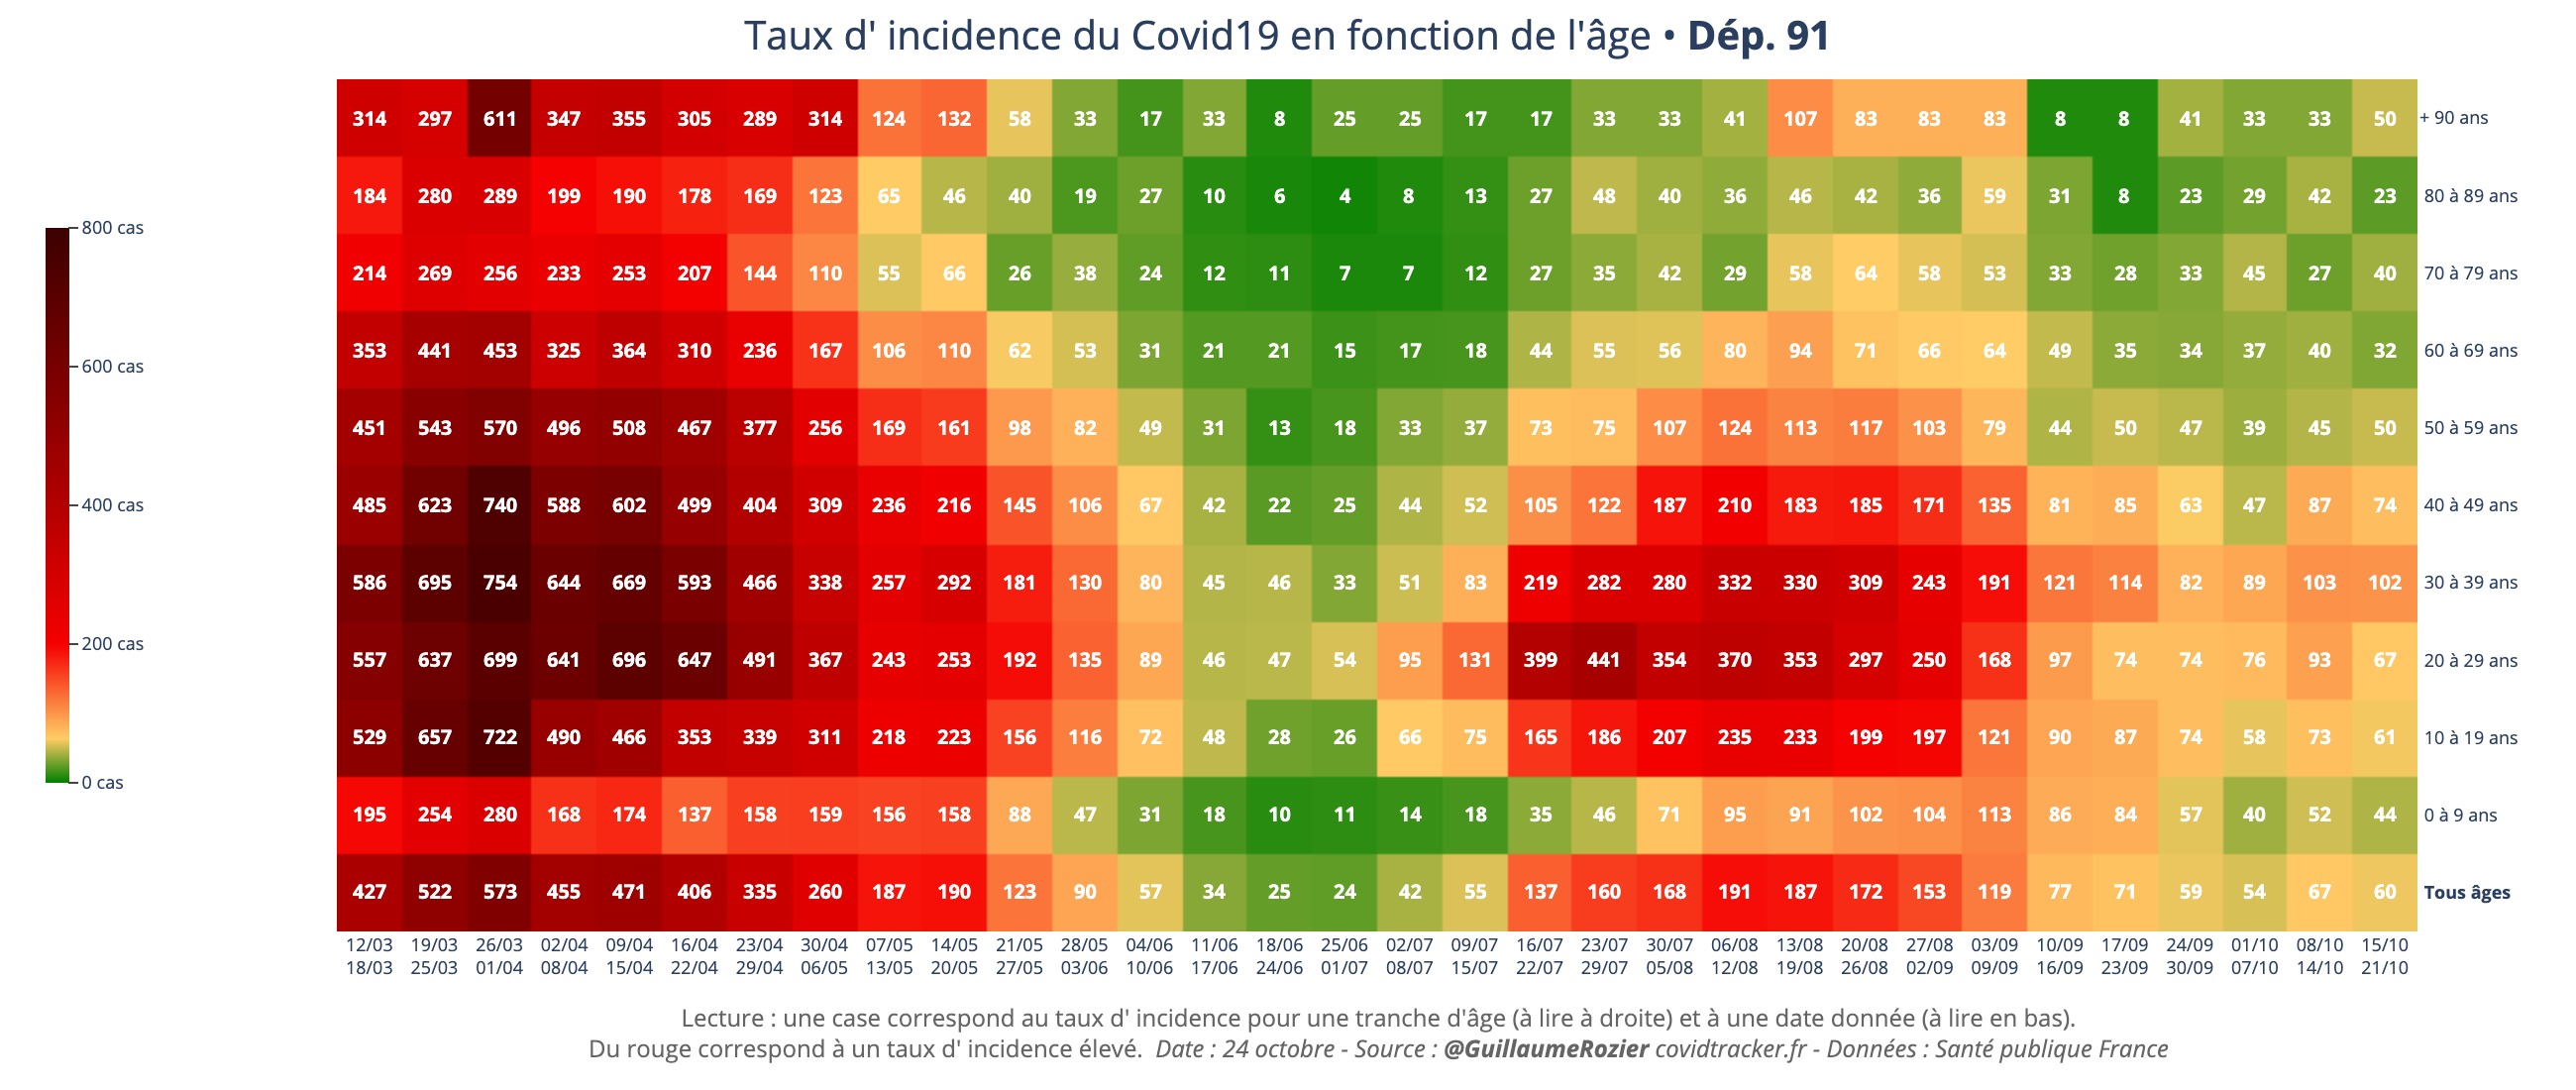 Taux d' incidence du Covid19 en fonction de l'âge • Dép. 91
800 cas
600 cas
400 cas
200 cas
0 cas
314 297 611 347 355 305 289 314 124 132 58 33 17 33 8 25 25 17 17 33 33 41 107 83 83 83 8 8 41 33 33 50 + 90 ans
184 280 289 199 190 178 169 123 65 46 40 19 27 10 6 4 8 13 27 48 40 36 46 42 36 59 31 8 23 29 42 23 80 à 89 ans
214 269 256 233 253 207 144 110 55 66 26 38 24 12 11 7 7 12 27 35 42 29 58 64 58 53 33 28 33 45 27 40 70 à 79 ans
353 441 453 325 364 310 236 167 106 110 62 53 31 21 21 15 17 18 44 55 56 80 94 71 66 64 49 35 34 37 40 32 60 à 69 ans
451 543 570 496 508 467 377 256 169 161 98 82 49 31 13 18 33 37 73 75 107 124 113 117 103 79 44 50 47 39 45 50 50 à 59 ans
485 623 740 588 602 499 404 309 236 216 145 106 67 42 22 25 44 52 105 122 187 210 183 185 171 135 81 85 63 47 87 74 40 à 49 ans
586 695 754 644 669 593 466 338 257 292 181 130 80 45 46 33 51 83 219 282 280 332 330 309 243 191 121 114 82 89 103 102 30 à 39 ans
557 637 699 641 696 647 491 367 243 253 192 135 89 46 47 54 95 131 399 441 354 370 353 297 250 168 97 74 74 76 93 67 20 à 29 ans
529 657 722 490 466 353 339 311 218 223 156 116 72 48 28 26 66 75 165 186 207 235 233 199 197 121 90 87 74 58 73 61 10 à 19 ans
195 254 280 168 174 137 158 159 156 158 88 47 31 18 10 11 14 18 35 46 71 95 91 102 104 113 86 84 57 40 52 44 0 à 9 ans
427 522 573 455 471 406 335 260 187 190 123 90 57 34 25 24 42 55 137 160 168 191 187 172 153 119 77 71 59 54 67 60 Tous âges
12/03 19/03 26/03 02/04 09/04 16/04 23/04 30/04 07/05 14/05 21/05 28/05 04/06 11/06 18/06 25/06 02/07 09/07 16/07 23/07 30/07 06/08 13/08 20/08 27/08 03/09 10/09 17/09 24/09 01/10 08/10 15/10
18/03 25/03 01/04 08/04 15/04 22/04 29/04 06/05 13/05 20/05 27/05 03/06 10/06 17/06 24/06 01/07 08/07 15/07 22/07 29/07 05/08 12/08 19/08 26/08 02/09 09/09 16/09 23/09 30/09 07/10 14/10 21/10
Lecture : une case correspond au taux d' incidence pour une tranche d'âge (à lire à droite) et à une date donnée (à lire en bas).
Du rouge correspond à un taux d' incidence élevé. Date : 24 octobre - Source : @GuillaumeRozier covidtracker.fr - Données : Santé publique France